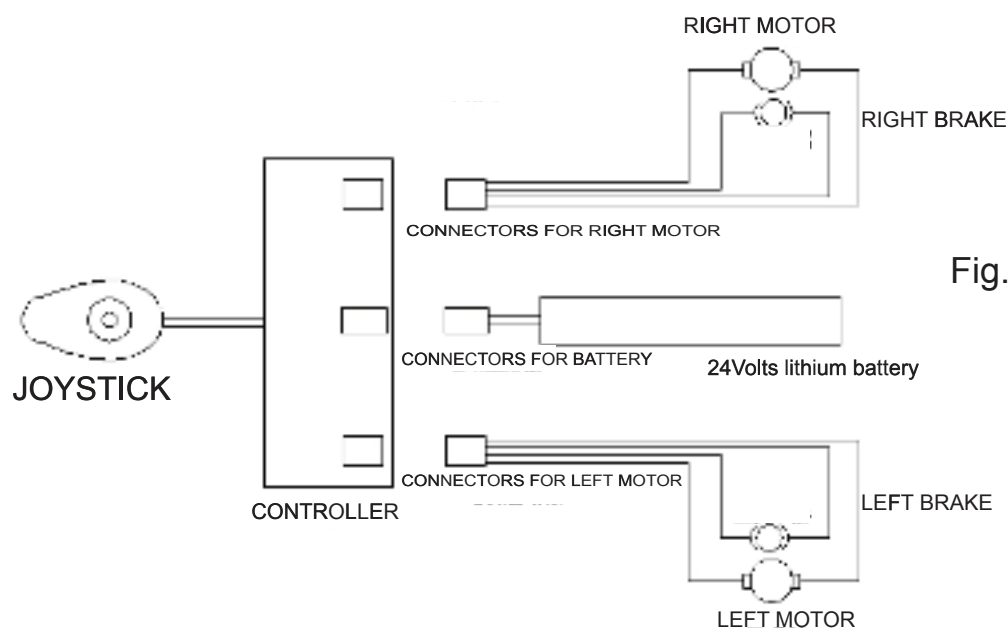 RIGHT MOTOR
RIGHT BRAKE
CONNECTORS FOR RIGHT MOTOR
Fig.
CONNECTORS FOR BATTERY
24Volts lithium battery
JOYSTICK
CONNECTORS FOR LEFT MOTOR
LEFT BRAKE
CONTROLLER
LEFT MOTOR